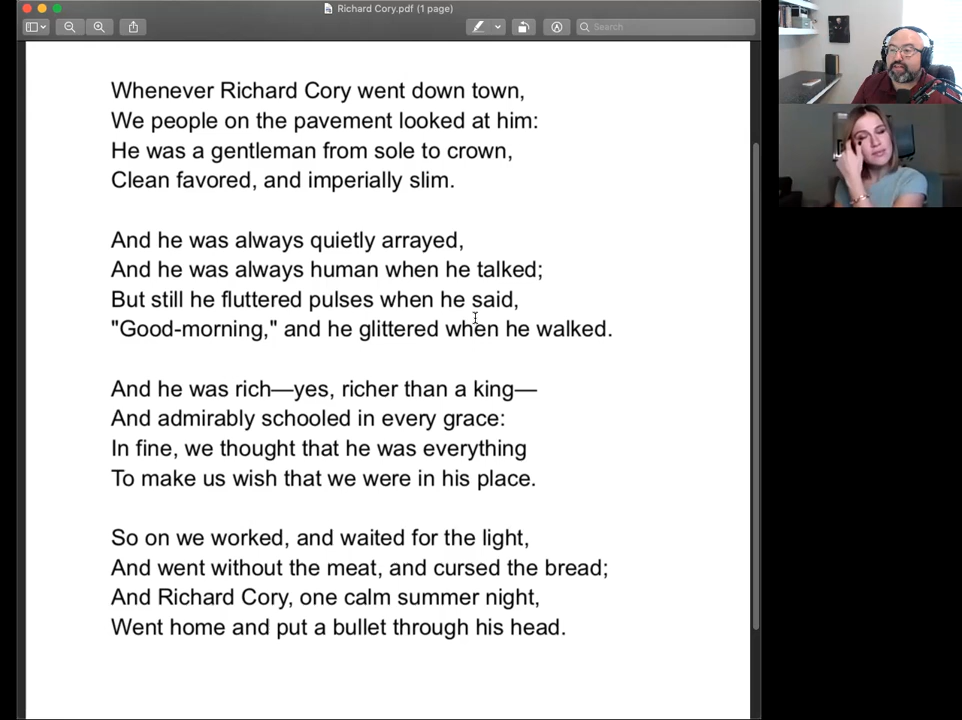 Richard Cory.pdf (1 page)
Search
Whenever Richard Cory went down town,
We people on the pavement looked at him:
He was a gentleman from sole to crown,
Clean favored, and imperially slim.
And he was always quietly arrayed,
And he was always human when he talked;
But still he fluttered pulses when he said,
"Good-morning," and he glittered when he walked.
And he was rich—yes, richer than a king—
And admirably schooled in every grace:
In fine, we thought that he was everything
To make us wish that we were in his place.
So on we worked, and waited for the light,
And went without the meat, and cursed the bread;
And Richard Cory, one calm summer night,
Went home and put a bullet through his head.